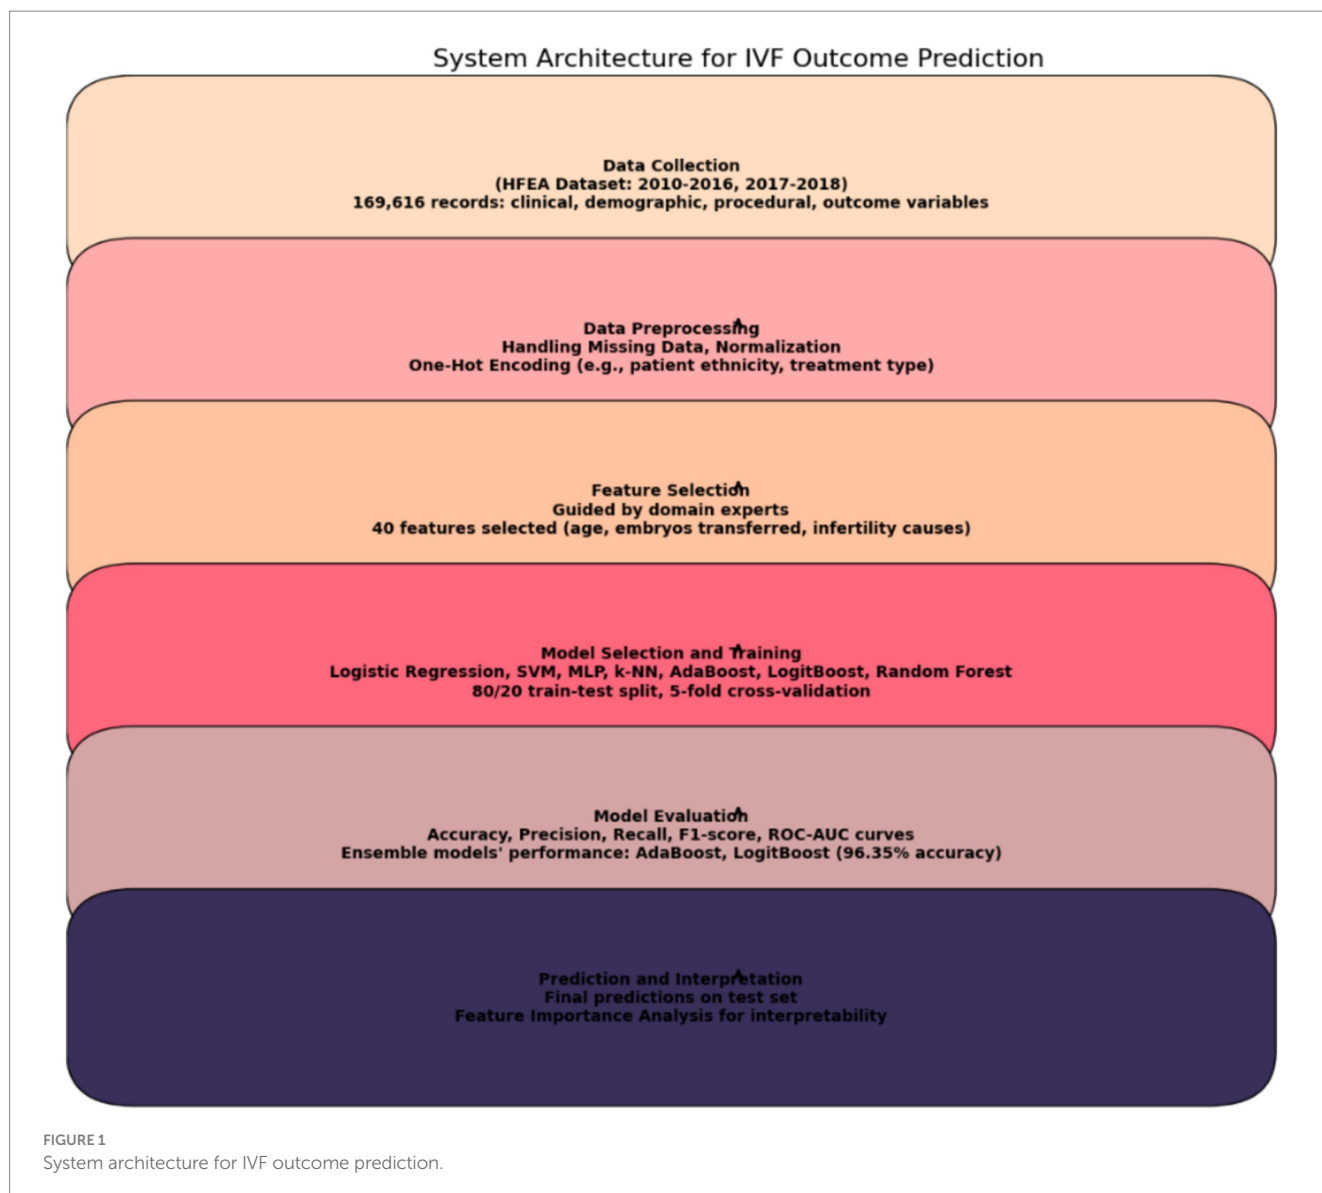 System Architecture for IVF Outcome Prediction
Data Collection
(HFEA Dataset: 2010-2016, 2017-2018)
169,616 records: clinical, demographic, procedural, outcome variables
Data Preprocessing
Handling Missing Data, Normalization
One-Hot Encoding (e.g., patient ethnicity, treatment type)
Feature Selection
Guided by domain experts
40 features selected (age, embryos transferred, infertility causes)
Model Selection and Training
Logistic Regression, SVM, MLP, k-NN, AdaBoost, LogitBoost, Random Forest
80/20 train-test split, 5-fold cross-validation
Model Evaluation
Accuracy, Precision, Recall, F1-score, ROC-AUC curves
Ensemble models' performance: AdaBoost, LogitBoost (96.35% accuracy)
Prediction and Interpretation
Final predictions on test set
Feature Importance Analysis for interpretability
FIGURE 1
System architecture for IVF outcome prediction.